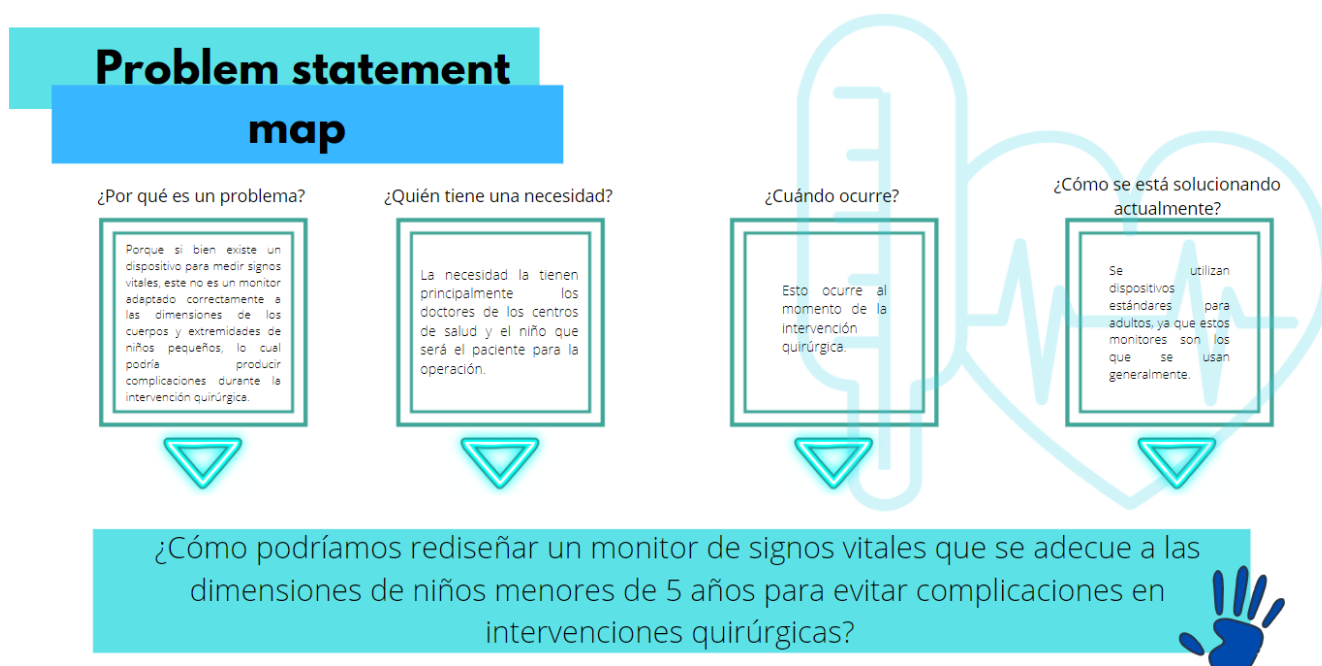 Problem statement
map
¿Por qué es un problema?
Porque si bien existe un
dispositivo para medir signos
vitales, este no es un monitor
adaptado correctamente a
las dimensiones de los
cuerpos y extremidades de
niños pequeños, lo cual
podría producir
complicaciones durante la
intervención quirúrgica.
¿Quién tiene una necesidad?
La necesidad la tienen
principalmente los
doctores de los centros
de salud y el niño que
será el paciente para la
operación.
¿Cuándo ocurre?
Esto ocurre al
momento de la
intervención
quirúrgica.
¿Cómo se está solucionando
actualmente?
Se utilizan
dispositivos
estándares para
adultos, ya que estos
monitores son los
que se usan
generalmente.
¿Cómo podríamos rediseñar un monitor de signos vitales que se adecue a las
dimensiones de niños menores de 5 años para evitar complicaciones en
intervenciones quirúrgicas?